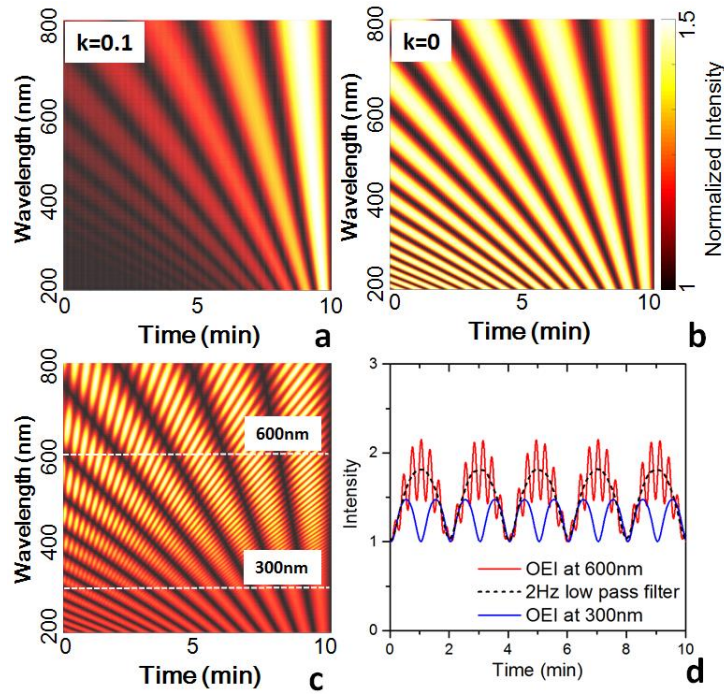 k=0.1
800
600
400
200
Wavelength (nm)
0
5
10
Time (min)
a
k=0
800
600
400
200
Wavelength (nm)
0
5
10
Time (min)
b
1.5
1
Normalized Intensity
800
600
400
200
Wavelength (nm)
600nm
300nm
0
5
10
Time (min)
c
3
2
1
0
Intensity
OEI at 600nm
2Hz low pass filter
OEI at 300nm
0
2
4
6
8
10
Time (min)
d